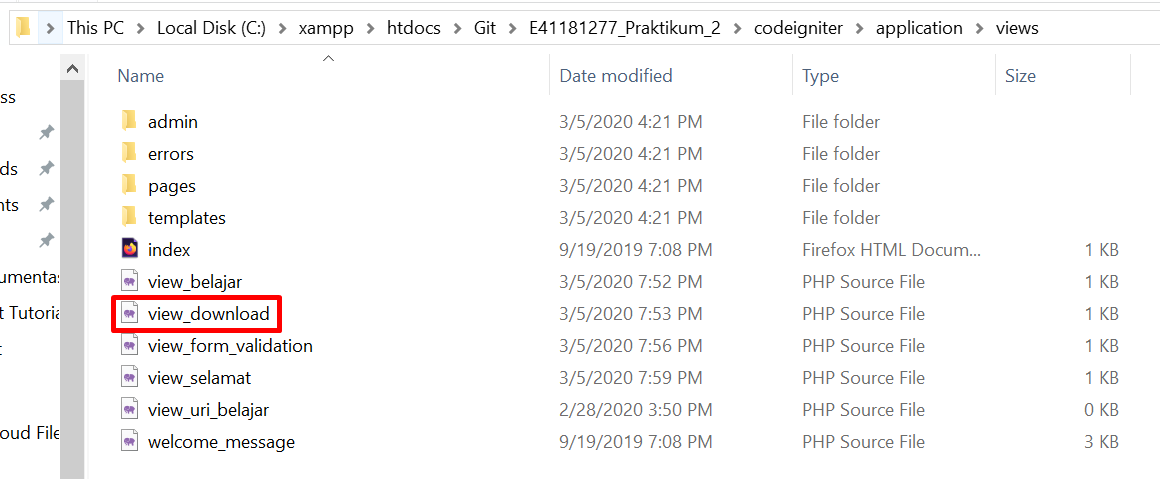 This PC > Local Disk (C:) > xampp > htdocs > Git > E41181277_Praktikum_2 > codeigniter > application > views
Name Date modified Type Size
ss
ds
nts
umentas
t Tutoria
t
oud File
admin 3/5/2020 4:21 PM File folder
errors 3/5/2020 4:21 PM File folder
pages 3/5/2020 4:21 PM File folder
templates 3/5/2020 4:21 PM File folder
index 9/19/2019 7:08 PM Firefox HTML Docum... 1 KB
view_belajar 3/5/2020 7:52 PM PHP Source File 1 KB
view_download 3/5/2020 7:53 PM PHP Source File 1 KB
view_form_validation 3/5/2020 7:56 PM PHP Source File 1 KB
view_selamat 3/5/2020 7:59 PM PHP Source File 1 KB
view_uri_belajar 2/28/2020 3:50 PM PHP Source File 0 KB
welcome_message 9/19/2019 7:08 PM PHP Source File 3 KB